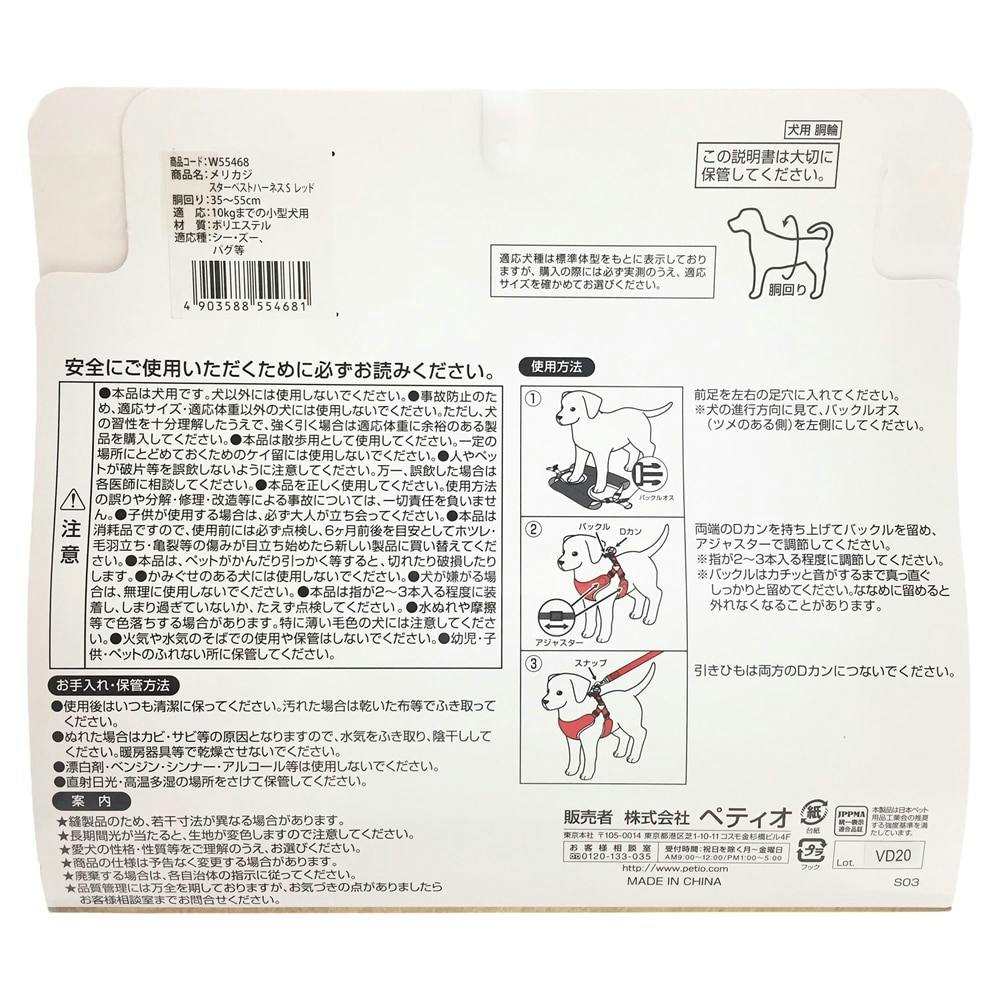 犬用 胴輪
この説明書は大切に
保管してください。
商品コード:W55468
商品名:メリカジ
スターベストハーネスS レッド
胴回り:35〜55cm
適　応:10kgまでの小型犬用
材　質:ポリエステル
適応種:シー・ズー、
パグ等
4 903588 554681
適応犬種は標準体型をもとに表示しており
ますが、購入の際には必ず実測のうえ、適応
サイズを確かめてお選びください。
胴回り
安全にご使用いただくために必ずお読みください。
注意
●本品は犬用です。犬以外には使用しないでください。●事故防止のた
め、適応サイズ・適応体重以外の犬には使用しないでください。ただし、犬
の習性を十分理解したうえで、強く引く場合は適応体重に余裕のある製
品を購入してください。●本品は散歩用として使用してください。一定の
場所にとどめておくためのケイ留には使用しないでください。●人やペッ
トが破片等を誤飲しないように注意してください。万一、誤飲した場合は
各医師に相談してください。●本品を正しく使用してください。使用方法
の誤りや分解・修理・改造等による事故については、一切責任を負いませ
ん。●子供が使用する場合は、必ず大人が立ち会ってください。●本品は
消耗品ですので、使用前には必ず点検し、6ヶ月前後を目安としてホツレ・
毛羽立ち・亀裂等の傷みが目立ち始めたら新しい製品に買い替えてくだ
さい。●本品は、ペットがかんだり引っかく等すると、切れたり破損したり
します。●かみぐせのある犬には使用しないでください。●犬が嫌がる場
合は、無理に使用しないでください。●本品は指が2〜3本入る程度に装
着し、しまり過ぎていないか、たえず点検してください。●水ぬれや摩擦
等で色落ちする場合があります。特に薄い毛色の犬には注意してくださ
い。●火気や水気のそばでの使用や保管はしないでください。●幼児・子
供・ペットのふれない所に保管してください。
お手入れ・保管方法
●使用後はいつも清潔に保ってください。汚れた場合は乾いた布等でふき取って
ください。
●ぬれた場合はカビ・サビ等の原因となりますので、水気をふき取り、陰干しして
ください。暖房器具等で乾燥させないでください。
●漂白剤・ベンジン・シンナー・アルコール等は使用しないでください。
●直射日光・高温多湿の場所をさけて保管してください。
案　内
★縫製品のため、若干寸法が異なる場合があります。
★長期間光が当たると、生地が変色しますので注意してください。
★愛犬の性格・性質等をご理解のうえ、お選びください。
★商品の仕様は予告なく変更する場合があります。
★廃棄する場合は、各自治体の指示に従ってください。
★品質管理には万全を期しておりますが、お気づきの点がありましたら
お客様相談室までお問合せください。
使用方法
①
バックルオス
前足を左右の足穴に入れてください。
※犬の進行方向に見て、バックルオス
（ツメのある側）を左側にしてください。
②
バックル
Dカン
アジャスター
両端のDカンを持ち上げてバックルを留め、
アジャスターで調節してください。
※指が2〜3本入る程度に調節してください。
※バックルはカチッと音がするまで真っ直ぐ
しっかりと留めてください。ななめに留めると
外れなくなることがあります。
③
スナップ
引きひもは両方のDカンにつないでください。
販売者 株式会社 ペティオ
東京本社 〒105-0014 東京都港区芝1-10-11コスモ金杉橋ビル4F
お客様相談室
0120-133-035
受付時間:祝日を除く月〜金曜日
AM9:00〜12:00/PM1:00〜5:00
http://www.petio.com
MADE IN CHINA
紙
台紙
プラ
フック
JPPMA
統一表示
適合品証
本製品は日本ペット
用品工業会の推奨
する強度基準を満
たしています。
Lot. VD20
S03